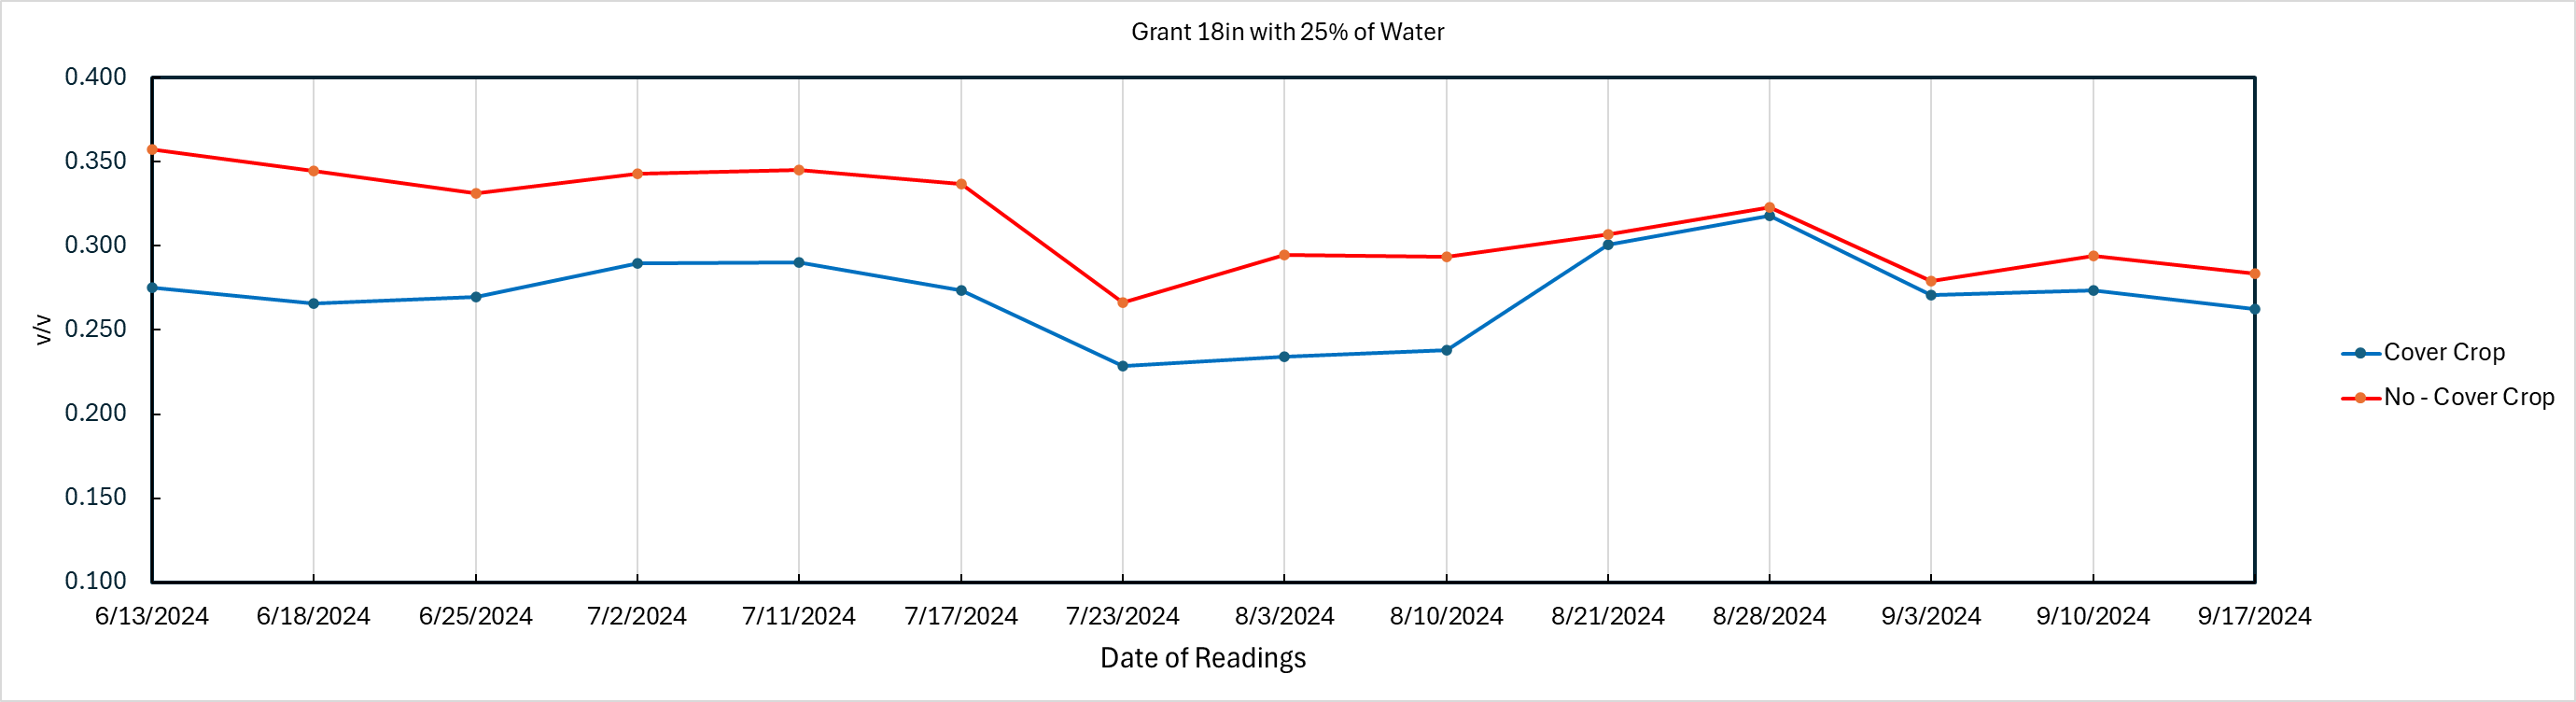 Grant 18in with 25% of Water
0.400
0.350
0.300
0.250
0.200
0.150
0.100
v/v
6/13/2024 6/18/2024 6/25/2024 7/2/2024 7/11/2024 7/17/2024 7/23/2024 8/3/2024 8/10/2024 8/21/2024 8/28/2024 9/3/2024 9/10/2024 9/17/2024
Date of Readings
Cover Crop
No - Cover Crop